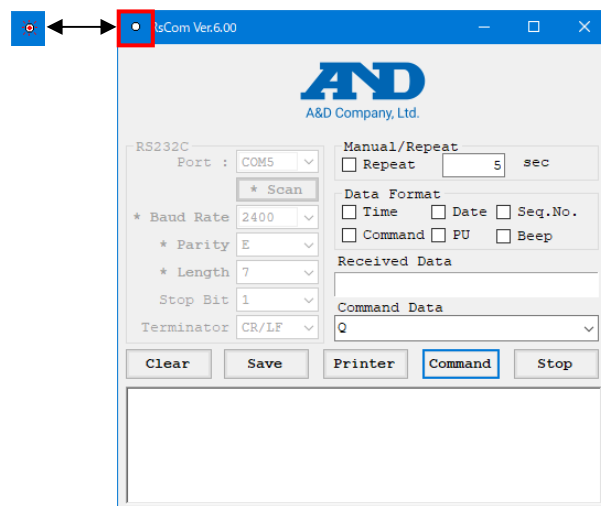 RsCom Ver.6.00
AND
A&D Company, Ltd.
RS232C
Port : COM5
* Scan
* Baud Rate 2400
* Parity E
* Length 7
Stop Bit 1
Terminator CR/LF
Manual/Repeat
Repeat 5 sec
Data Format
Time Date Seq.No.
Command PU Beep
Received Data
Command Data
Q
Clear Save Printer Command Stop